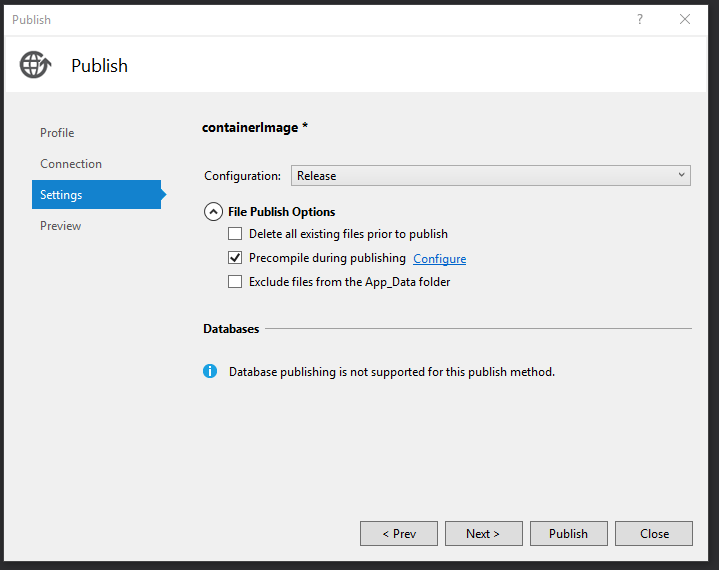 Publish
?
Publish
Profile
Connection
Settings
Preview
containerImage *
Configuration: Release
File Publish Options
Delete all existing files prior to publish
Precompile during publishing Configure
Exclude files from the App_Data folder
Databases
Database publishing is not supported for this publish method.
< Prev Next > Publish Close